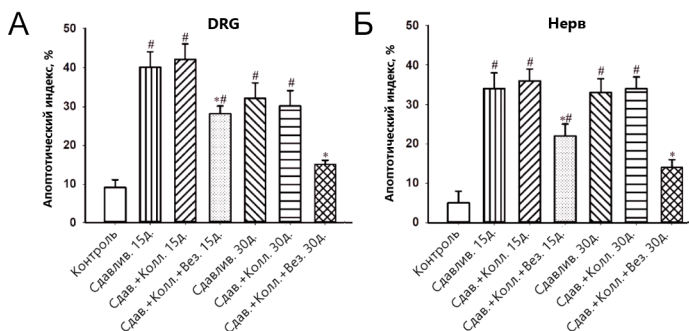 А
DRG
Апоптотический индекс, %
50
40
30
20
10
0
#
#
*#
#
#
*
Контроль
Сдавлив. 15д.
Сдав.+Колл. 15д.
Сдав.+Колл.+Вез. 15д.
Сдавлив. 30д.
Сдав.+Колл. 30д.
Сдав.+Колл.+Вез. 30д.
Б
Нерв
Апоптотический индекс, %
50
40
30
20
10
0
#
#
*#
#
#
*
Контроль
Сдавлив. 15д.
Сдав.+Колл. 15д.
Сдав.+Колл.+Вез. 15д.
Сдавлив. 30д.
Сдав.+Колл. 30д.
Сдав.+Колл.+Вез. 30д.